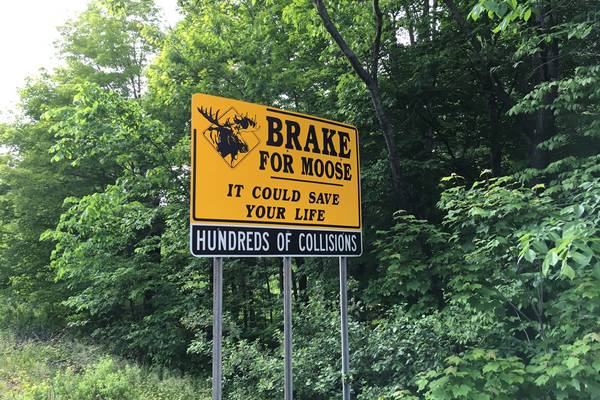 BRAKE
FOR MOOSE
IT COULD SAVE
YOUR LIFE
HUNDREDS OF COLLISIONS